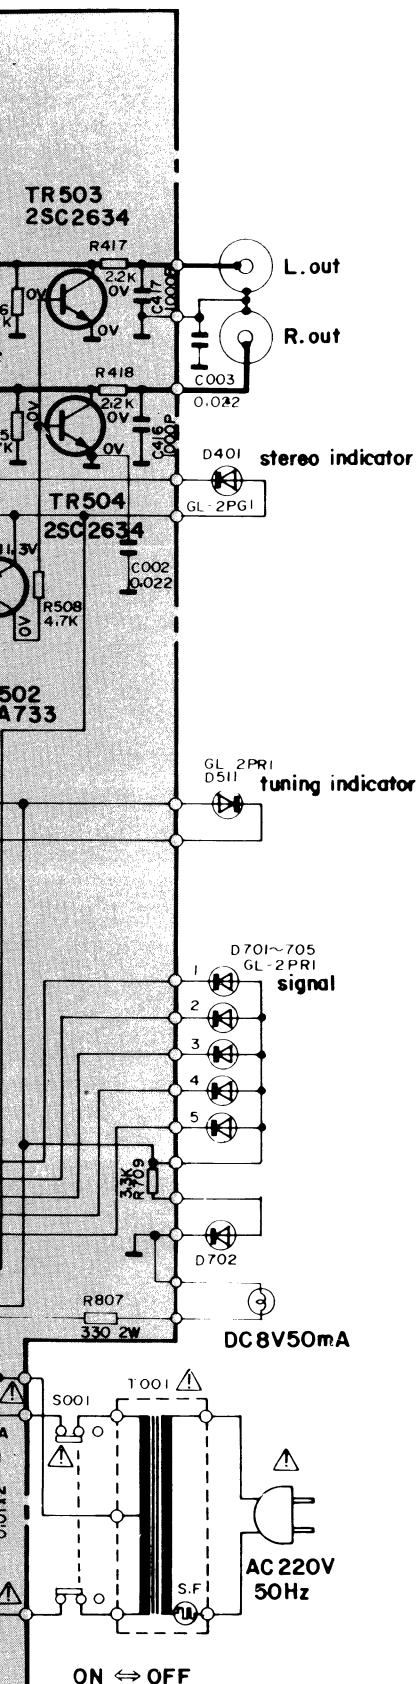 TR503
2SC2634
R417
2.2K
0V
0V
0V
C417
1000P
L.out
R.out
C003
0.022
R418
2.2K
0V
0V
0V
C416
1000P
D401
stereo indicator
GL-2PG1
TR504
2SC2634
C002
0.022
1.3V
R508
4.7K
0V
502
A733
GL 2PR1
D511
tuning indicator
D701~705
GL-2PR1
signal
1
2
3
4
5
3.3K
R709
D702
R807
330 2W
DC8V50mA
S001
T001
S.F
AC220V
50Hz
ON ⇔ OFF